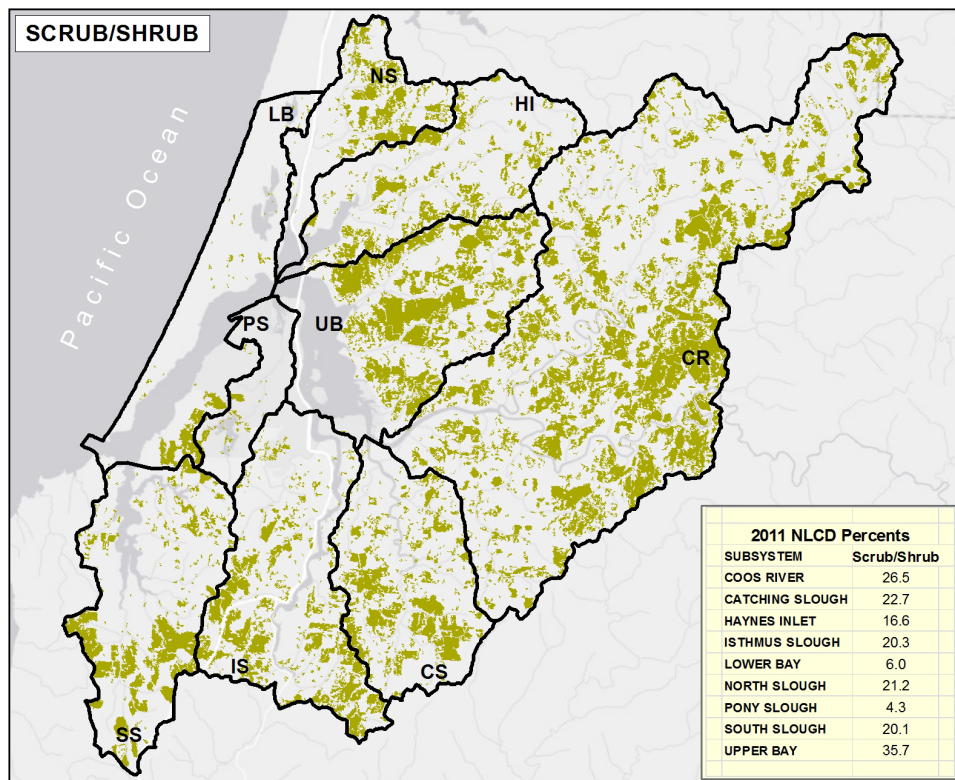 SCRUB/SHRUB
NS
HI
LB
Pacific Ocean
PS
UB
CR
IS
CS
SS
2011 NLCD Percents
SUBSYSTEM Scrub/Shrub
COOS RIVER 26.5
CATCHING SLOUGH 22.7
HAYNES INLET 16.6
ISTHMUS SLOUGH 20.3
LOWER BAY 6.0
NORTH SLOUGH 21.2
PONY SLOUGH 4.3
SOUTH SLOUGH 20.1
UPPER BAY 35.7